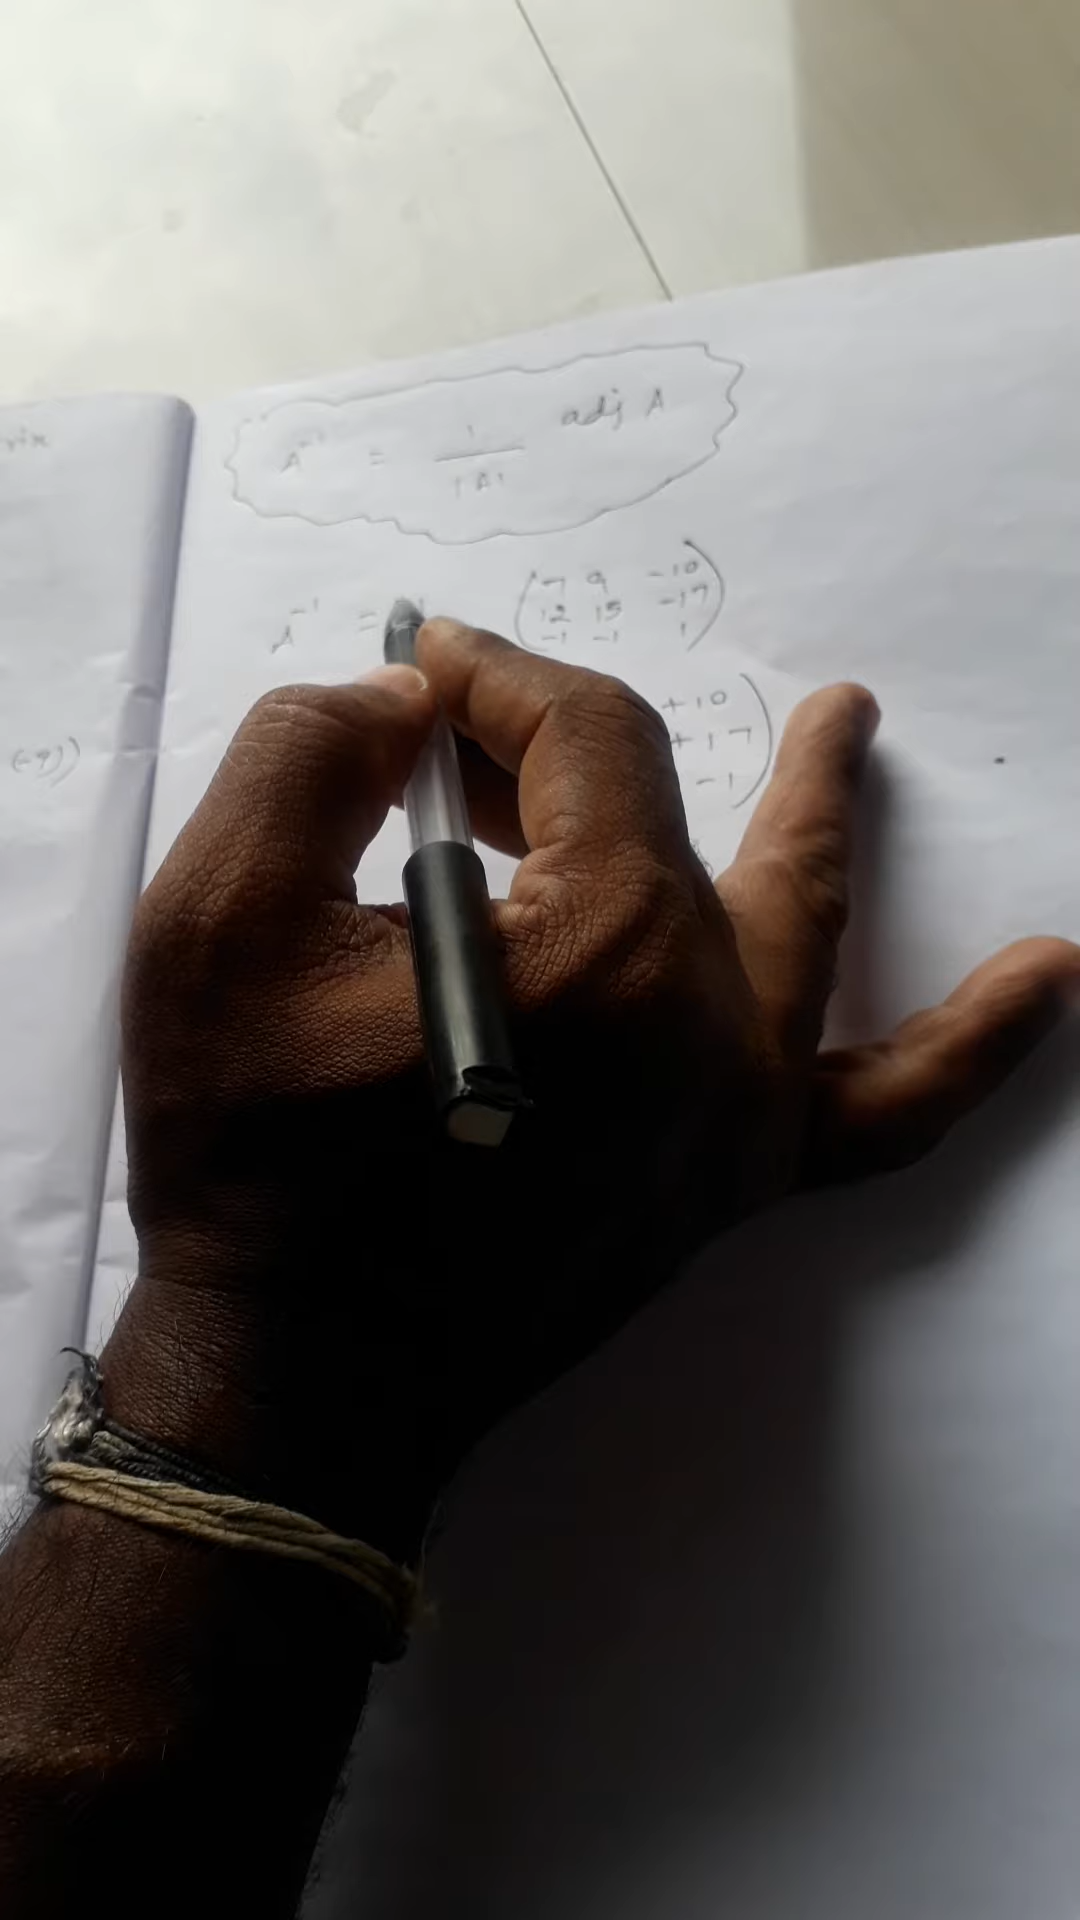 A⁻¹ = 1/|A| adj A
A⁻¹ =
( 7 9 -10
12 15 -17
-1 -1 1 )
+10
+17
-1 )
(-9))